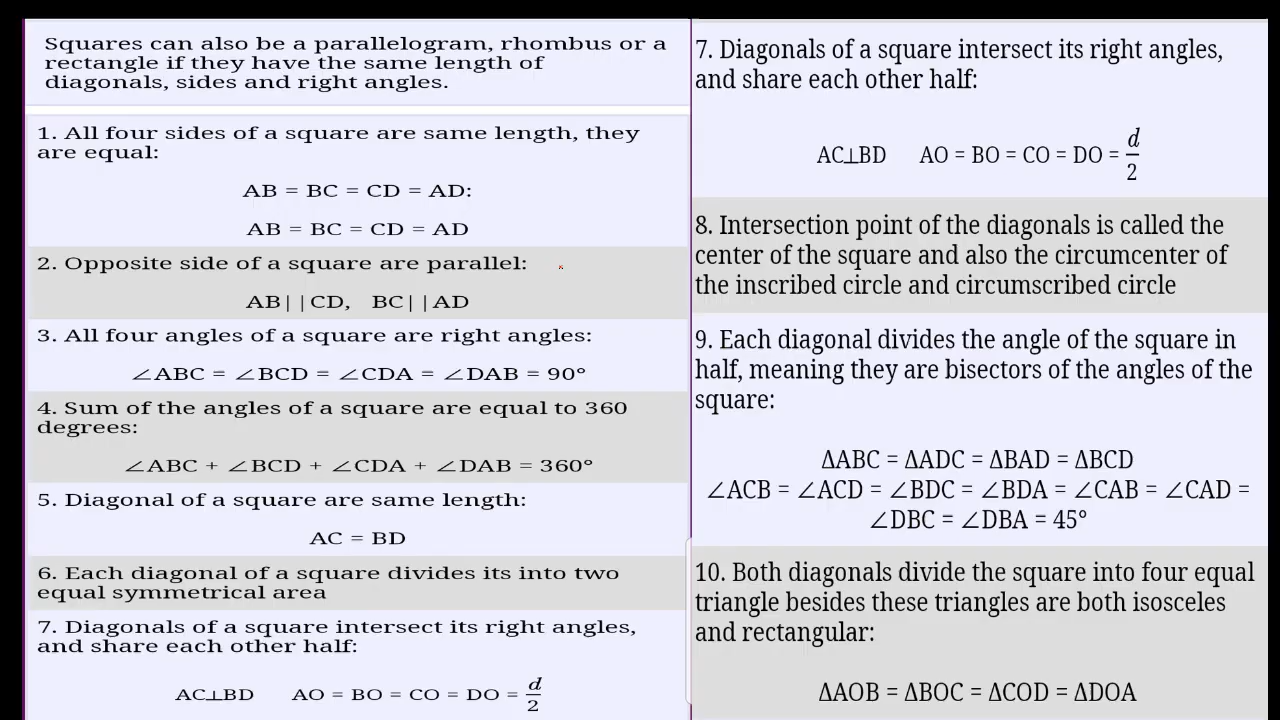 Squares can also be a parallelogram, rhombus or a
rectangle if they have the same length of
diagonals, sides and right angles.
1. All four sides of a square are same length, they
are equal:
AB = BC = CD = AD:
AB = BC = CD = AD
2. Opposite side of a square are parallel:
AB||CD, BC||AD
3. All four angles of a square are right angles:
∠ABC = ∠BCD = ∠CDA = ∠DAB = 90°
4. Sum of the angles of a square are equal to 360
degrees:
∠ABC + ∠BCD + ∠CDA + ∠DAB = 360°
5. Diagonal of a square are same length:
AC = BD
6. Each diagonal of a square divides its into two
equal symmetrical area
7. Diagonals of a square intersect its right angles,
and share each other half:
AC⊥BD AO = BO = CO = DO = d/2
7. Diagonals of a square intersect its right angles,
and share each other half:
AC⊥BD AO = BO = CO = DO = d/2
8. Intersection point of the diagonals is called the
center of the square and also the circumcenter of
the inscribed circle and circumscribed circle
9. Each diagonal divides the angle of the square in
half, meaning they are bisectors of the angles of the
square:
ΔABC = ΔADC = ΔBAD = ΔBCD
∠ACB = ∠ACD = ∠BDC = ∠BDA = ∠CAB = ∠CAD =
∠DBC = ∠DBA = 45°
10. Both diagonals divide the square into four equal
triangle besides these triangles are both isosceles
and rectangular:
ΔAOB = ΔBOC = ΔCOD = ΔDOA